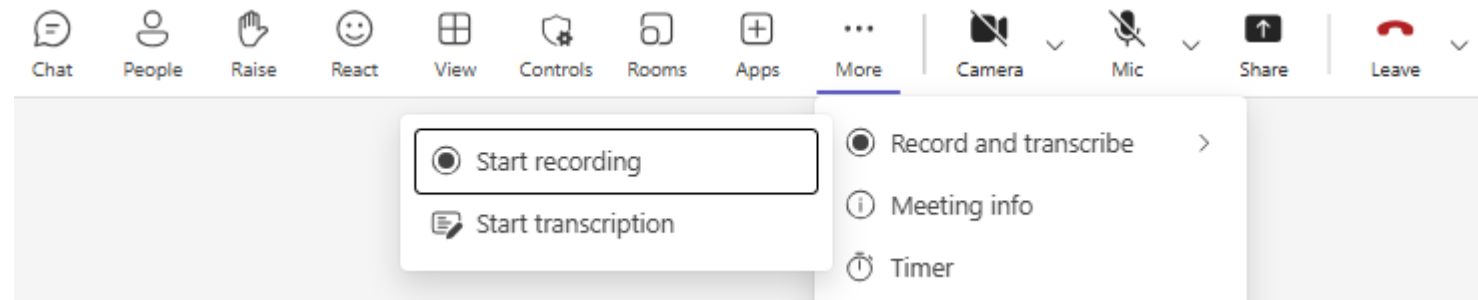 Chat People Raise React View Controls Rooms Apps More Camera Mic Share Leave
Record and transcribe
Start recording
Meeting info
Start transcription
Timer